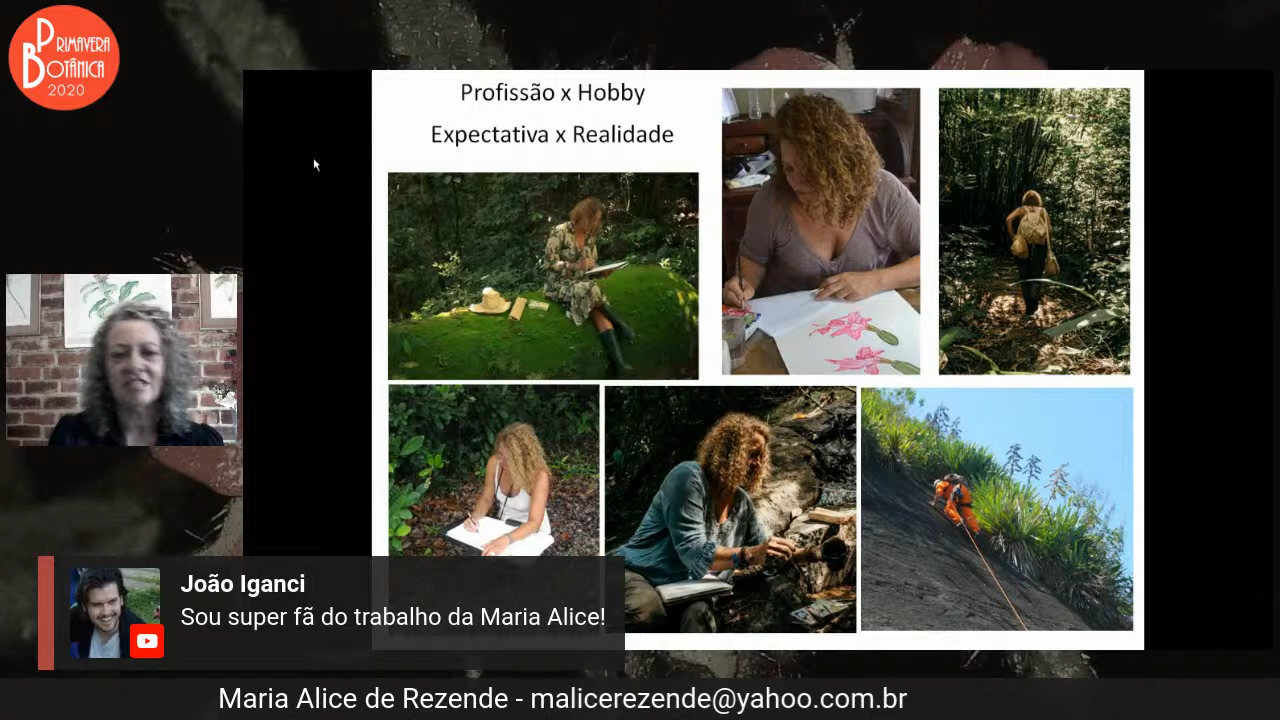 PRIMAVERA
BOTÂNICA
2020
Profissão x Hobby
Expectativa x Realidade
João Iganci
Sou super fã do trabalho da Maria Alice!
Maria Alice de Rezende - malicerezende@yahoo.com.br